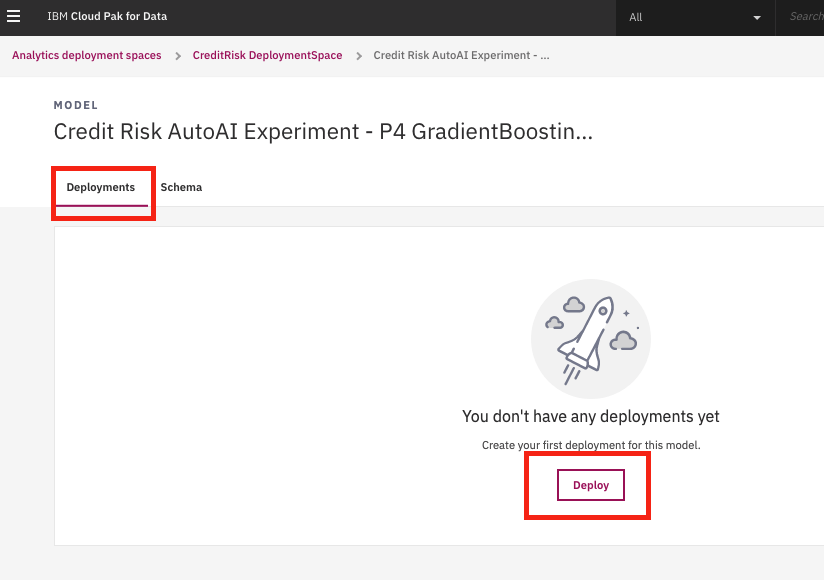 IBM Cloud Pak for Data
All
Search
Analytics deployment spaces
CreditRisk DeploymentSpace
Credit Risk AutoAI Experiment - ...
MODEL
Credit Risk AutoAI Experiment - P4 GradientBoostin...
Deployments
Schema
You don't have any deployments yet
Create your first deployment for this model.
Deploy